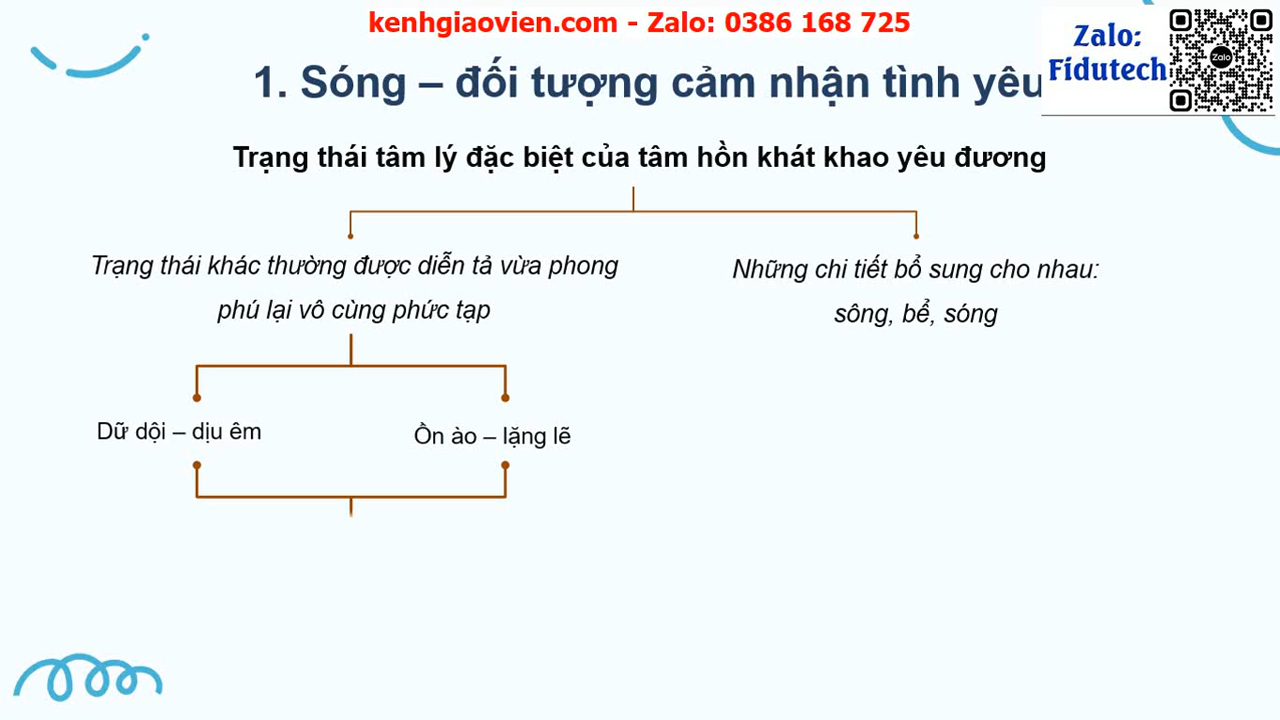 kenhgiaovien.com - Zalo: 0386 168 725
Zalo:
Fidutech
Zalo
1. Sóng – đối tượng cảm nhận tình yêu
Trạng thái tâm lý đặc biệt của tâm hồn khát khao yêu đương
Trạng thái khác thường được diễn tả vừa phong
phú lại vô cùng phức tạp
Những chi tiết bổ sung cho nhau:
sông, bể, sóng
Dữ dội – dịu êm
Ồn ào – lặng lẽ